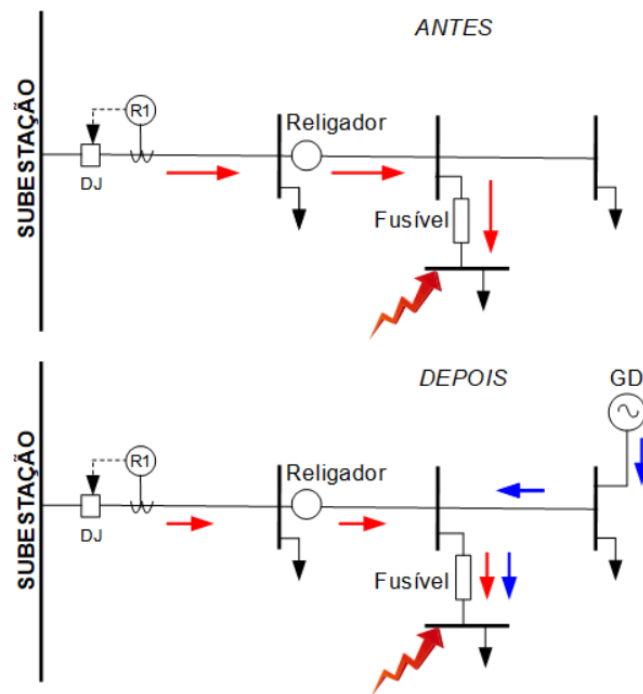 ANTES
SUBESTAÇÃO
R1
DJ
Religador
Fusível
DEPOIS
GD
SUBESTAÇÃO
R1
DJ
Religador
Fusível